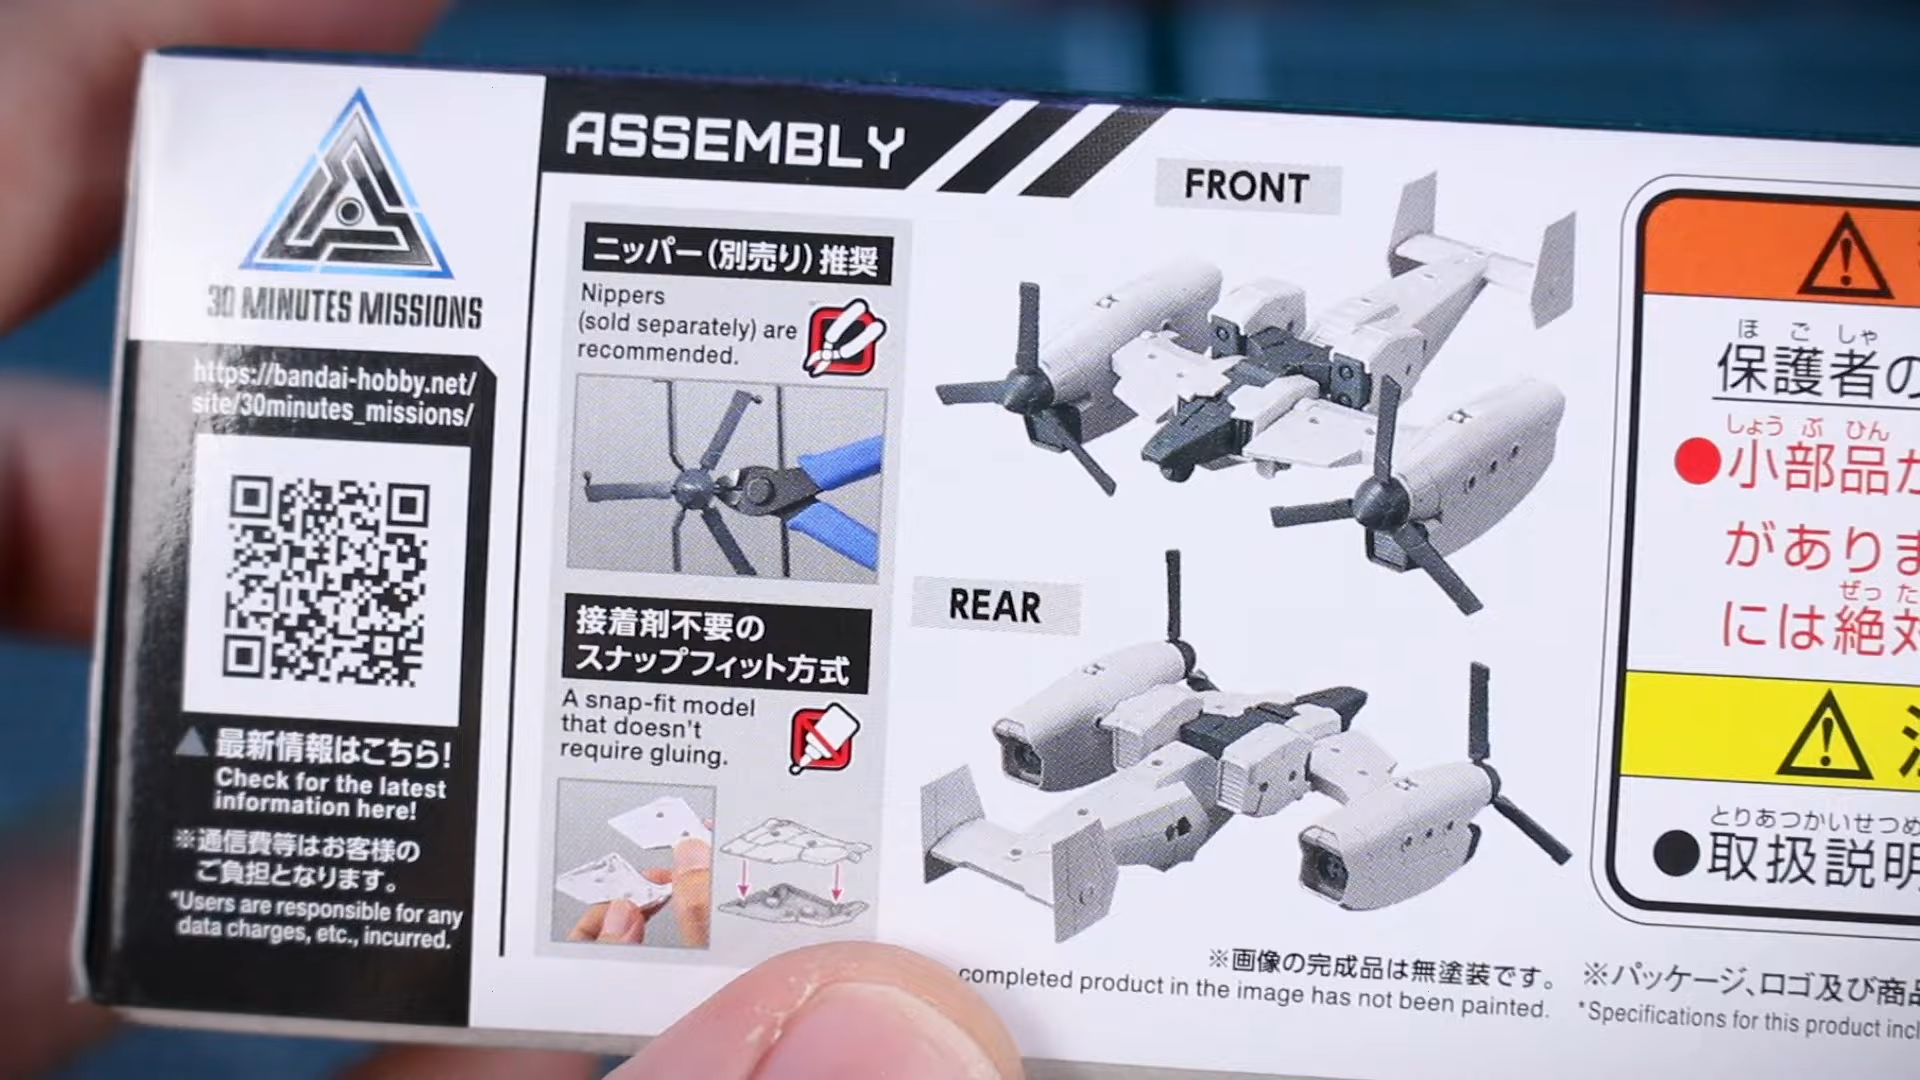 30 MINUTES MISSIONS
https://bandai-hobby.net/
site/30minutes_missions/
最新情報はこちら!
Check for the latest
information here!
※通信費等はお客様の
ご負担となります。
*Users are responsible for any
data charges, etc., incurred.
ASSEMBLY
ニッパー(別売り)推奨
Nippers
(sold separately) are
recommended.
接着剤不要の
スナップフィット方式
A snap-fit model
that doesn't
require gluing.
FRONT
REAR
※画像の完成品は無塗装です。
completed product in the image has not been painted.
ほごしゃ
保護者の
しょうぶひん
●小部品
があり
ぜった
には絶対
とりあつかいせつめ
●取扱説明
※パッケージ、ロゴ及び商品
*Specifications for this product